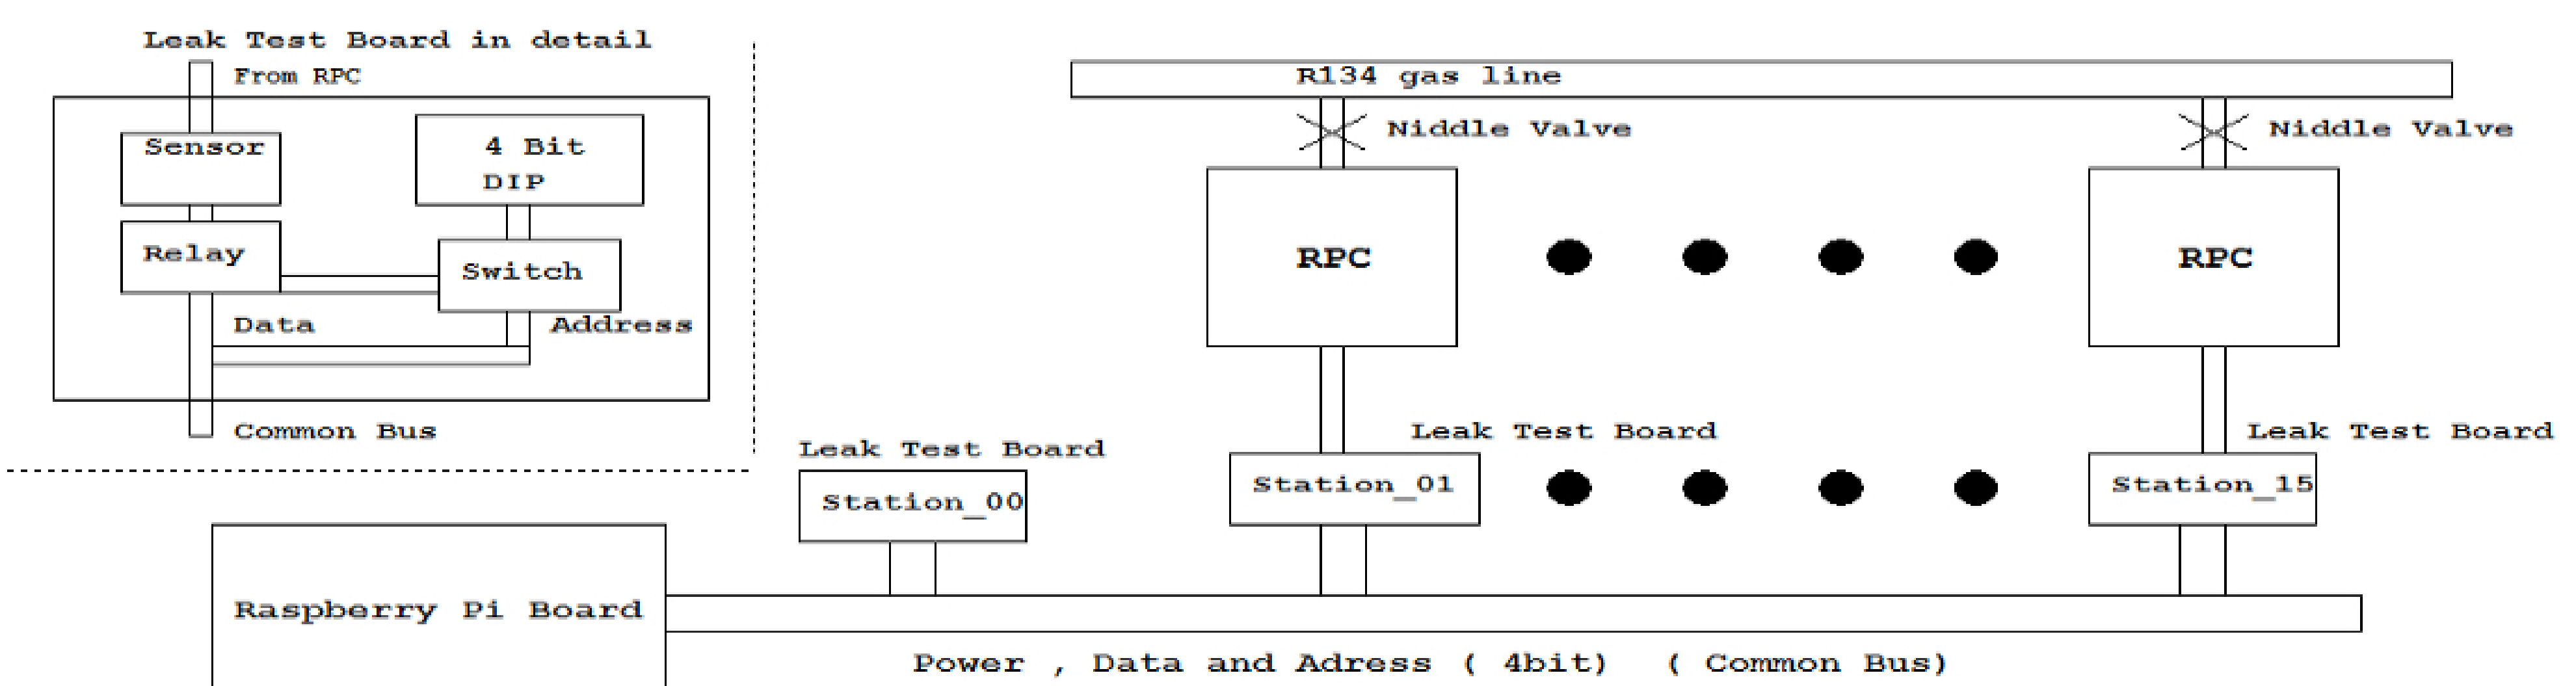 Leak Test Board in detail
From RPC
Sensor
4 Bit
DIP
Relay
Switch
Data
Address
Common Bus
R134 gas line
Niddle Valve
Niddle Valve
RPC
RPC
Leak Test Board
Leak Test Board
Leak Test Board
Station_00
Station_01
Station_15
Raspberry Pi Board
Power , Data and Adress ( 4bit) ( Common Bus)